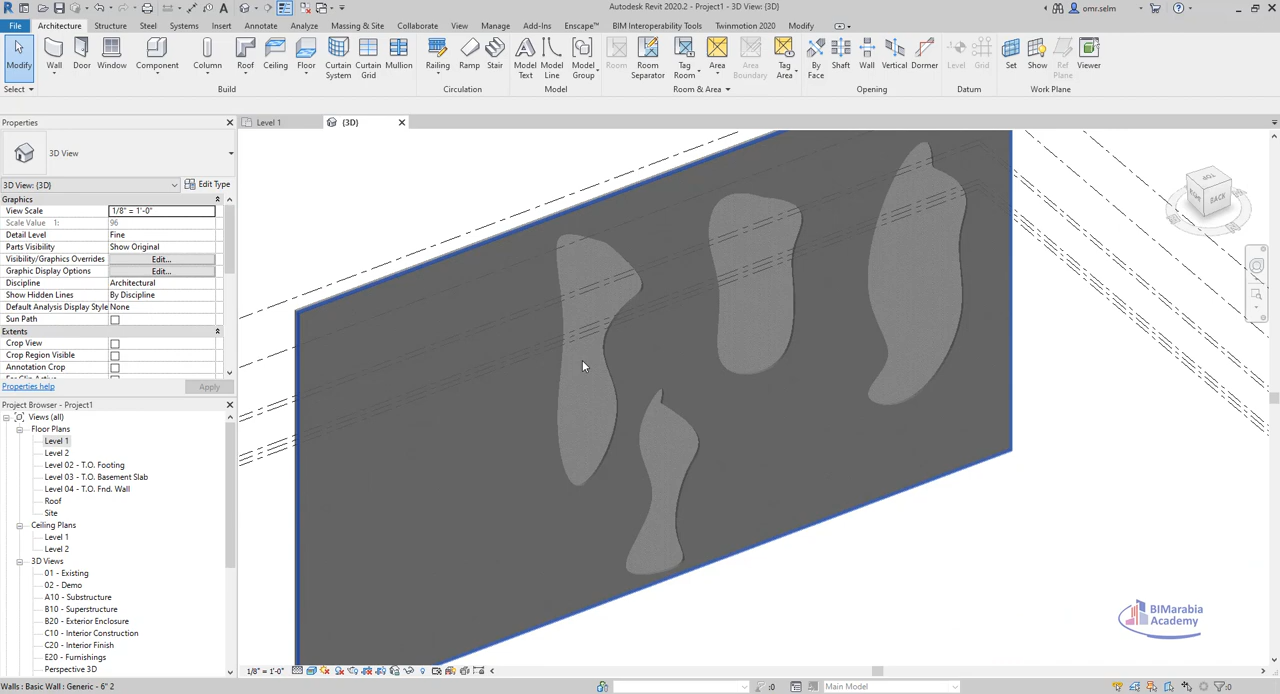 Autodesk Revit 2020.2 - Project1 - 3D View: {3D}
omr.selm
File Architecture Structure Steel Systems Insert Annotate Analyze Massing & Site Collaborate View Manage Add-Ins Enscape™ BIM Interoperability Tools Twinmotion 2020 Modify
Modify Wall Door Window Component Column Roof Ceiling Floor Curtain System Curtain Grid Mullion Railing Ramp Stair Model Text Model Line Model Group Room Room Separator Tag Room Area Area Boundary Tag Area By Face Shaft Wall Vertical Dormer Level Grid Set Show Ref Plane Viewer
Select Build Circulation Model Room & Area Opening Datum Work Plane
Properties
Level 1 {3D}
3D View
3D View: {3D} Edit Type
Graphics
View Scale 1/8" = 1'-0"
Scale Value 1: 96
Detail Level Fine
Parts Visibility Show Original
Visibility/Graphics Overrides Edit...
Graphic Display Options Edit...
Discipline Architectural
Show Hidden Lines By Discipline
Default Analysis Display Style None
Sun Path
Extents
Crop View
Crop Region Visible
Annotation Crop
Properties help Apply
Project Browser - Project1
Views (all)
Floor Plans
Level 1
Level 2
Level 02 - T.O. Footing
Level 03 - T.O. Basement Slab
Level 04 - T.O. Fnd. Wall
Roof
Site
Ceiling Plans
Level 1
Level 2
3D Views
01 - Existing
02 - Demo
A10 - Substructure
B10 - Superstructure
B20 - Exterior Enclosure
C10 - Interior Construction
C20 - Interior Finish
E20 - Furnishings
Perspective 3D
TOP
BACK
BIMarabia
Academy
1/8" = 1'-0"
Walls : Basic Wall : Generic - 6" 2
:0 Main Model :0